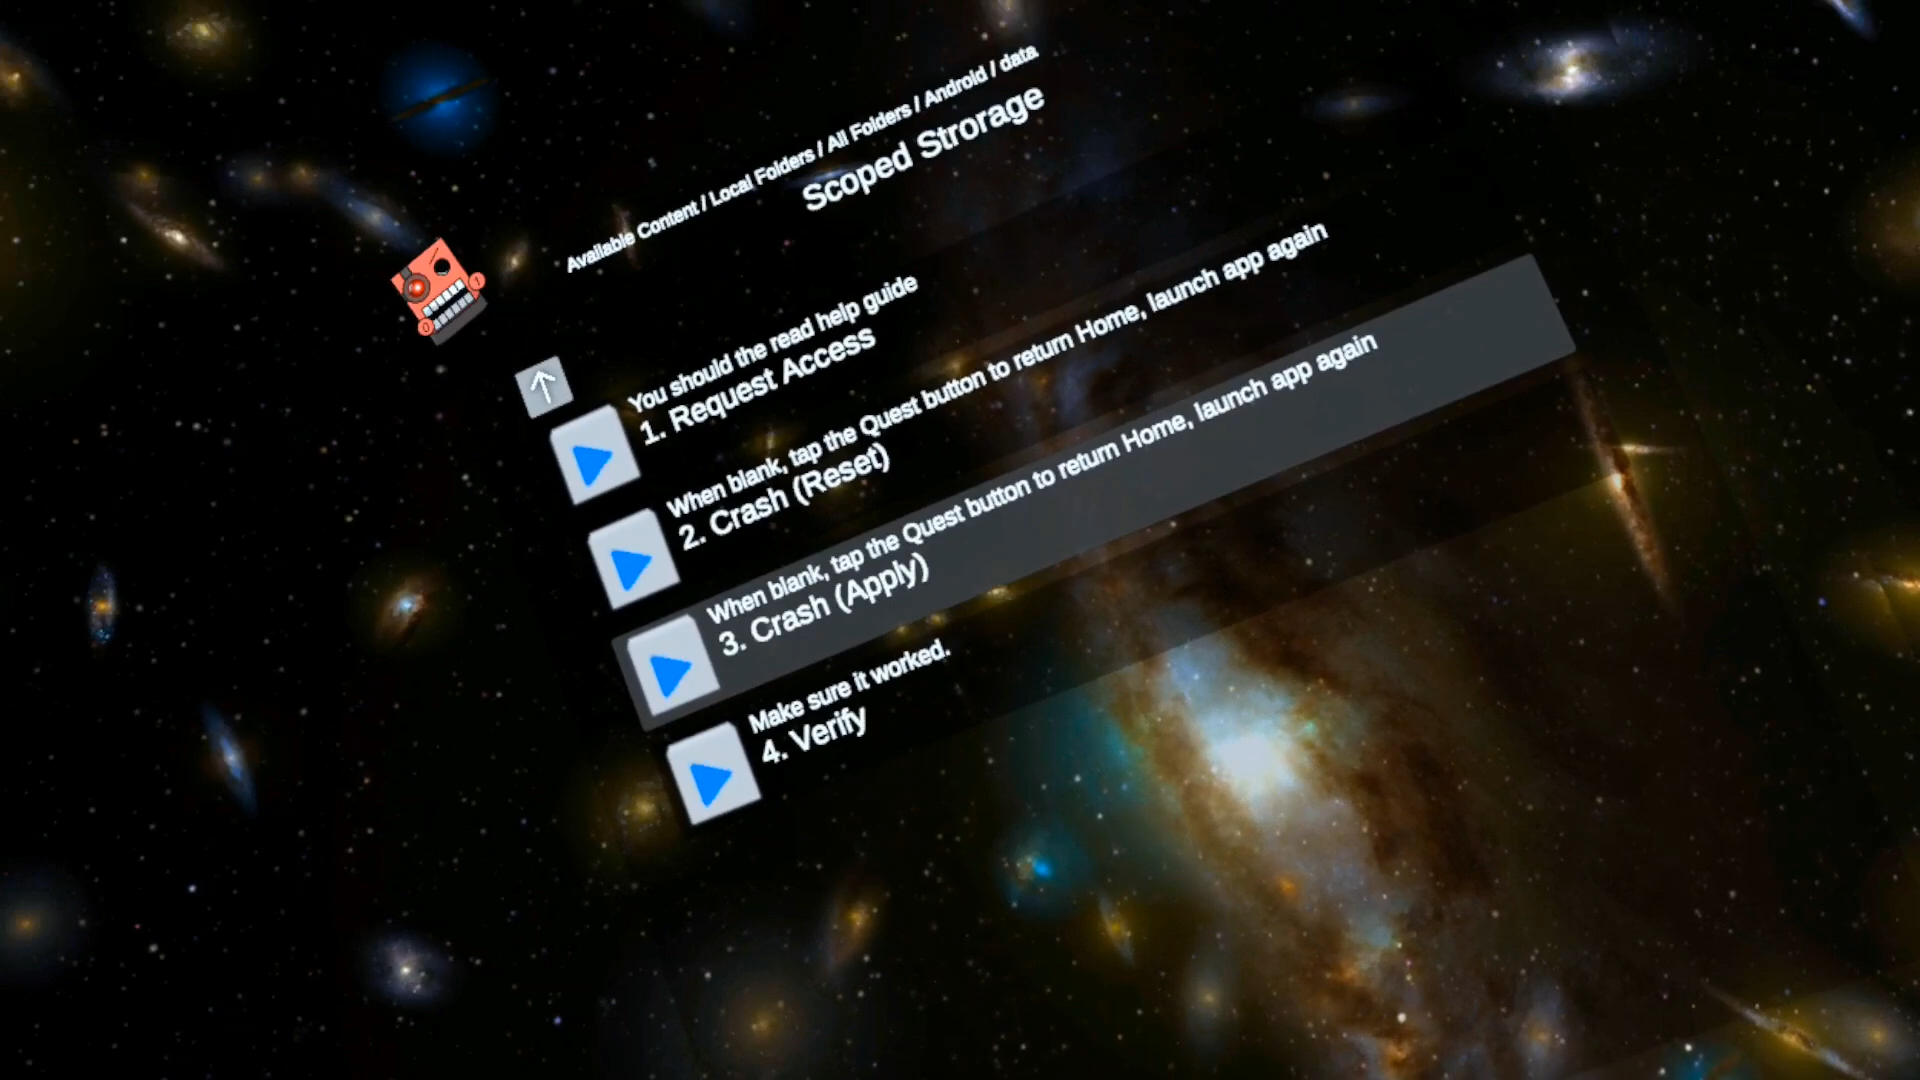 Available Content / Local Folders / All Folders / Android / data
Scoped Strorage
You should the read help guide
1. Request Access
When blank, tap the Quest button to return Home, launch app again
2. Crash (Reset)
When blank, tap the Quest button to return Home, launch app again
3. Crash (Apply)
Make sure it worked.
4. Verify